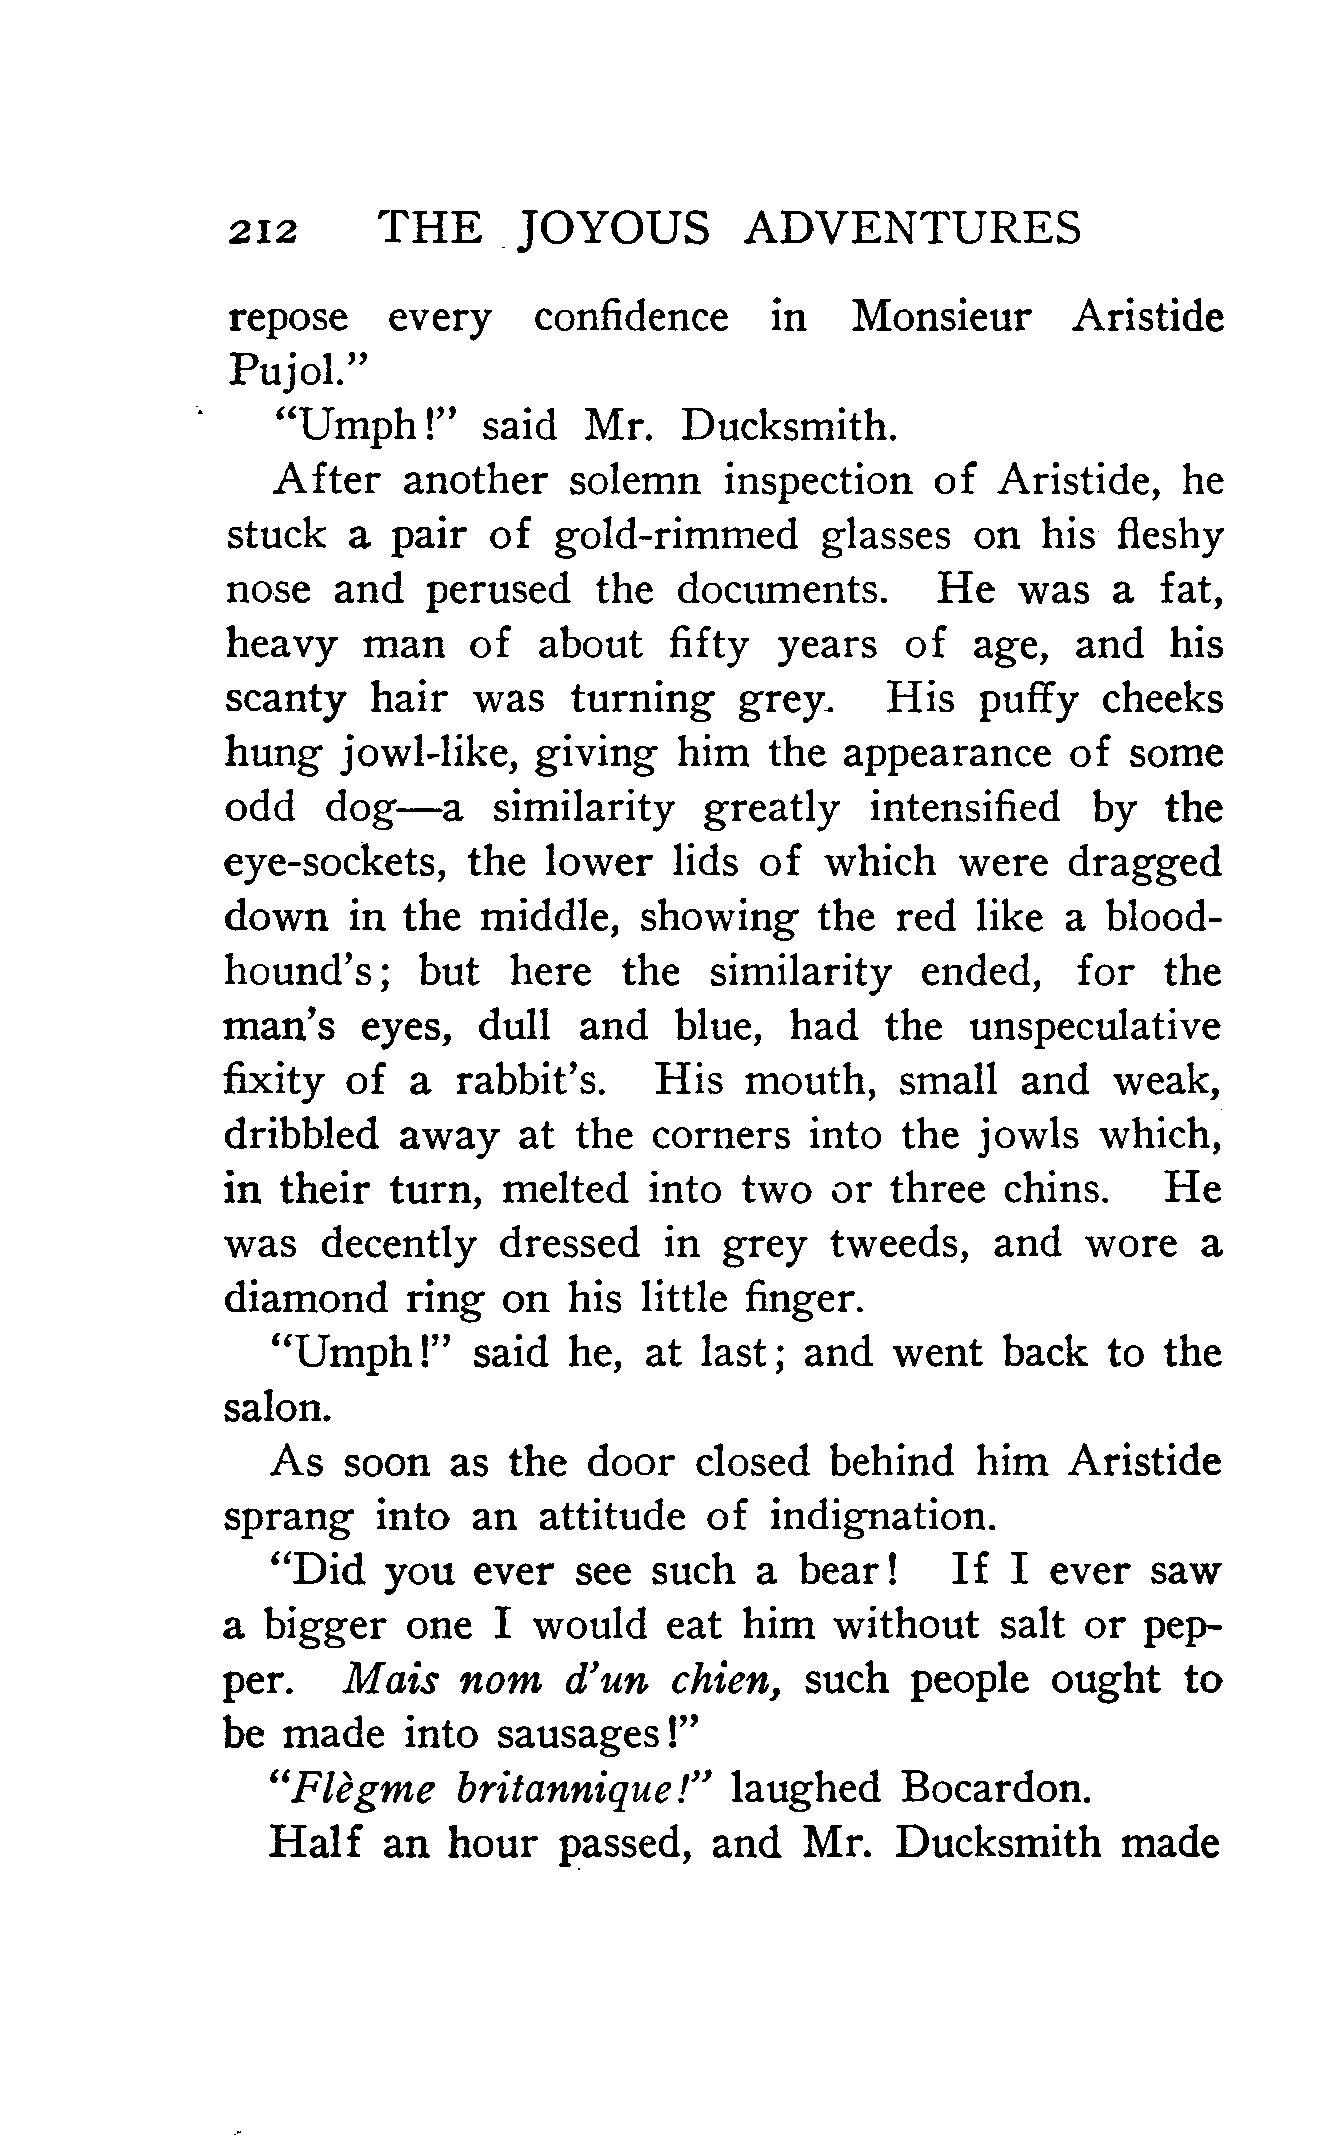 212 THE JOYOUS ADVENTURES
repose every confidence in Monsieur Aristide
Pujol."
"Umph!" said Mr. Ducksmith.
After another solemn inspection of Aristide, he
stuck a pair of gold-rimmed glasses on his fleshy
nose and perused the documents. He was a fat,
heavy man of about fifty years of age, and his
scanty hair was turning grey. His puffy cheeks
hung jowl-like, giving him the appearance of some
odd dog—a similarity greatly intensified by the
eye-sockets, the lower lids of which were dragged
down in the middle, showing the red like a blood-
hound's; but here the similarity ended, for the
man's eyes, dull and blue, had the unspeculative
fixity of a rabbit's. His mouth, small and weak,
dribbled away at the corners into the jowls which,
in their turn, melted into two or three chins. He
was decently dressed in grey tweeds, and wore a
diamond ring on his little finger.
"Umph!" said he, at last; and went back to the
salon.
As soon as the door closed behind him Aristide
sprang into an attitude of indignation.
"Did you ever see such a bear! If I ever saw
a bigger one I would eat him without salt or pep-
per. Mais nom d'un chien, such people ought to
be made into sausages!"
"Flègme britannique!" laughed Bocardon.
Half an hour passed, and Mr. Ducksmith made